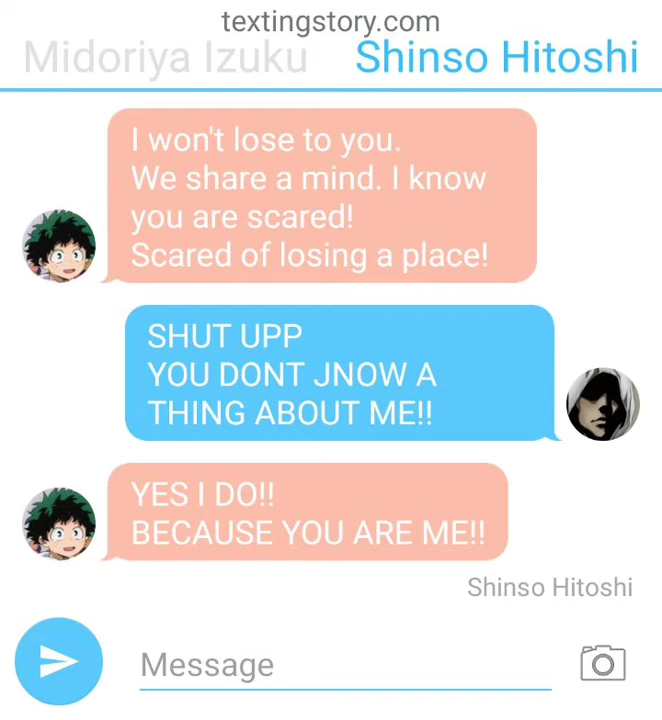 textingstory.com
Midoriya Izuku Shinso Hitoshi
I won't lose to you.
We share a mind. I know
you are scared!
Scared of losing a place!
SHUT UPP
YOU DONT JNOW A
THING ABOUT ME!!
YES I DO!!
BECAUSE YOU ARE ME!!
Shinso Hitoshi
Message